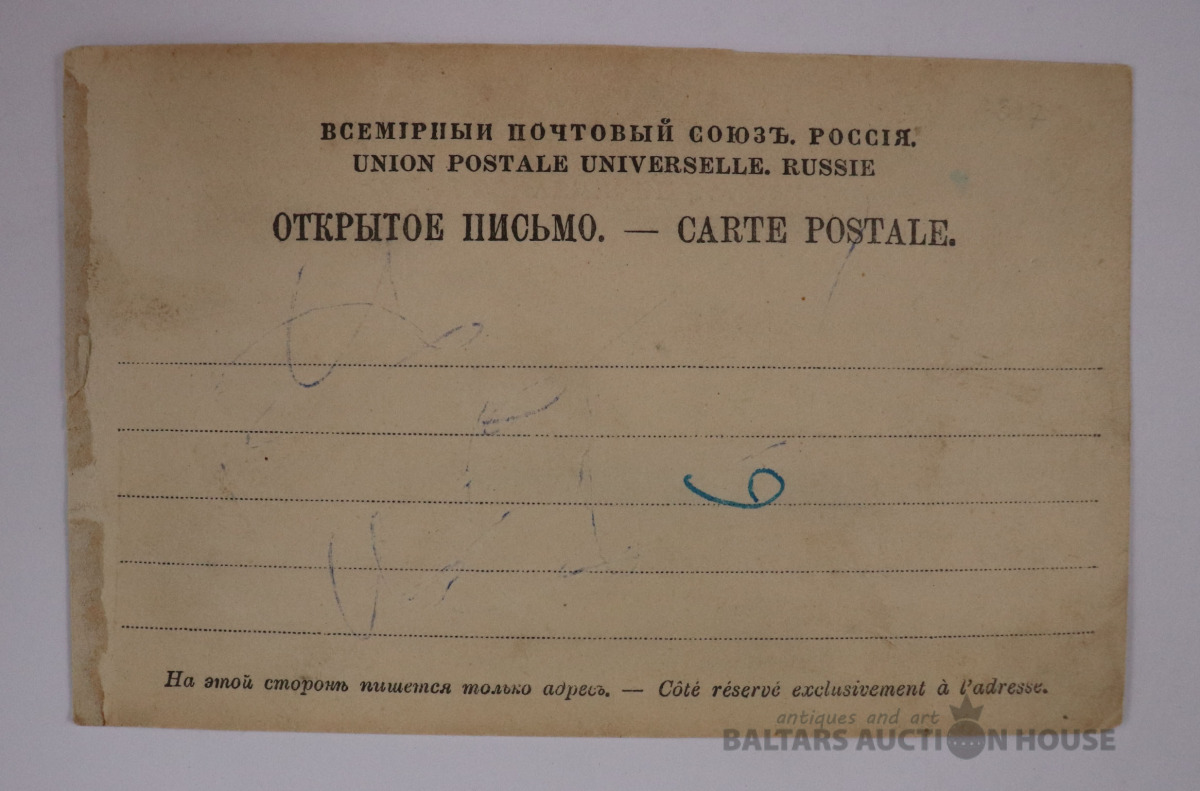 ВСЕМІРНЫЙ ПОЧТОВЫЙ СОЮЗЪ. РОССІЯ.
UNION POSTALE UNIVERSELLE. RUSSIE
ОТКРЫТОЕ ПИСЬМО. — CARTE POSTALE.
6
На этой сторонѣ пишется только адресъ. — Côté réservé exclusivement à l'adresse.
antiques and art
BALTARS AUCTION HOUSE